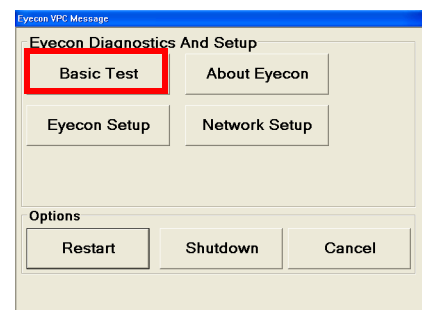 Eyecon VPC Message
Eyecon Diagnostics And Setup
Basic Test
About Eyecon
Eyecon Setup
Network Setup
Options
Restart
Shutdown
Cancel